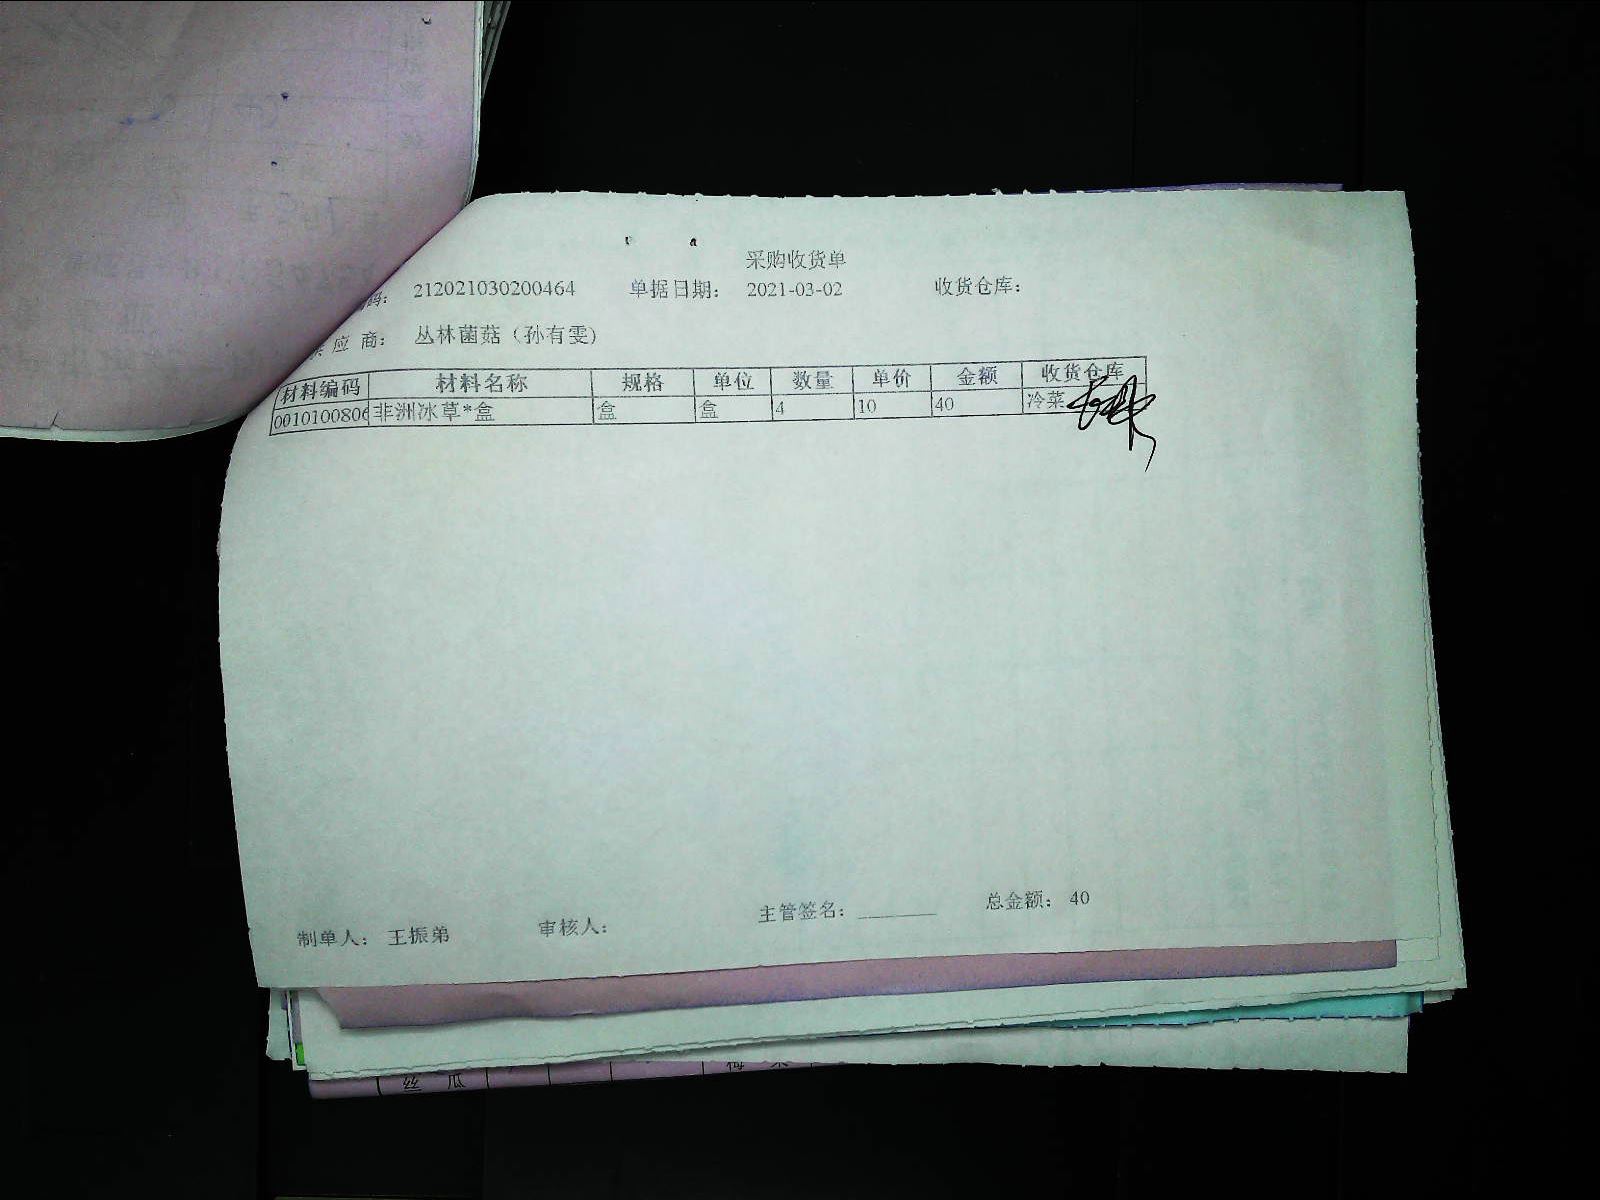 采购收货单
码: 212021030200464 单据日期: 2021-03-02 收货仓库:
供应商: 丛林菌菇（孙有雯）
材料编码 材料名称 规格 单位 数量 单价 金额 收货仓库
0010100806 非洲冰草*盒 盒 盒 4 10 40 冷菜
制单人: 王振弟 审核人: 主管签名: ________ 总金额: 40